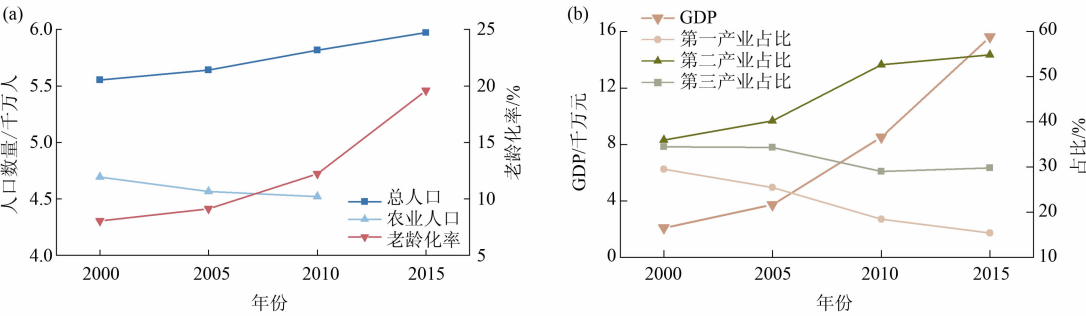 (a)
6.0
5.5
5.0
4.5
4.0
人口数量/千万人
25
20
15
10
5
老龄化率/%
总人口
农业人口
老龄化率
2000 2005 2010 2015
年份
(b)
16
12
8
4
0
GDP/千万元
60
50
40
30
20
10
占比/%
GDP
第一产业占比
第二产业占比
第三产业占比
2000 2005 2010 2015
年份